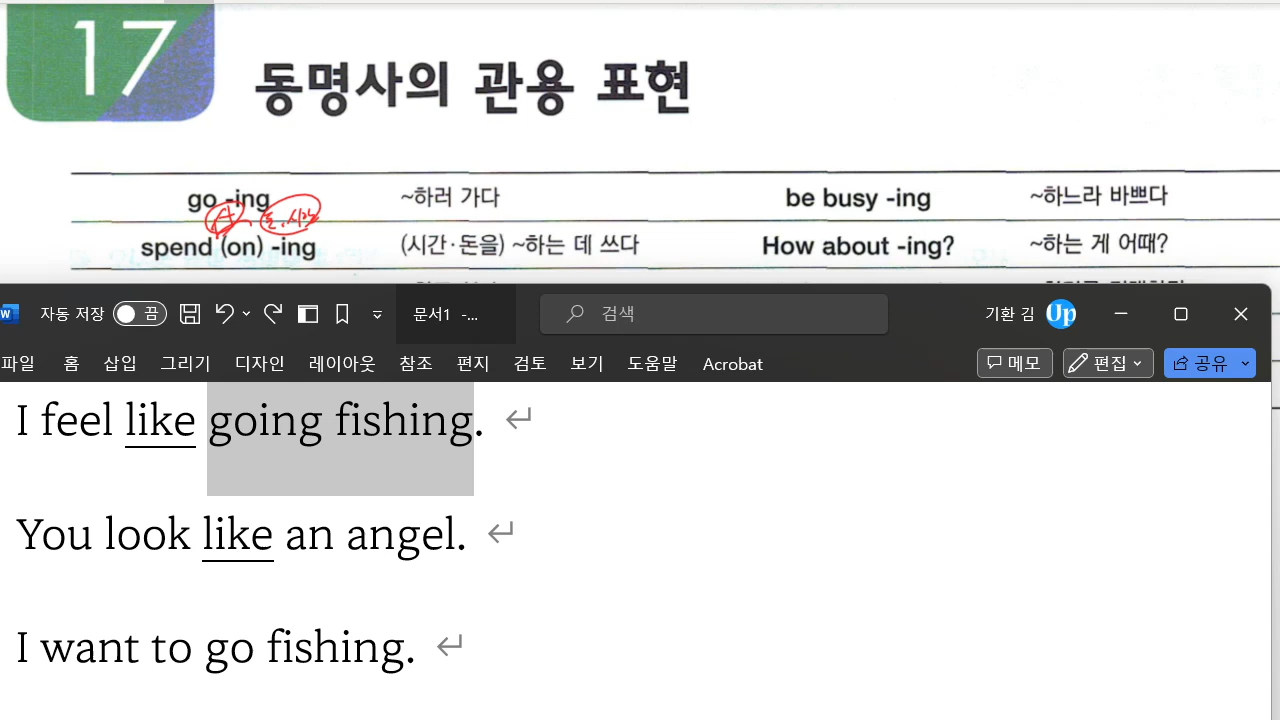 17 동명사의 관용 표현
go -ing ~하러 가다 be busy -ing ~하느라 바쁘다
spend (on) -ing (시간·돈을) ~하는 데 쓰다 How about -ing? ~하는 게 어때?
자동 저장 끔 문서1 -... 검색 기환 김 Up
파일 홈 삽입 그리기 디자인 레이아웃 참조 편지 검토 보기 도움말 Acrobat 메모 편집 공유
I feel like going fishing.
You look like an angel.
I want to go fishing.